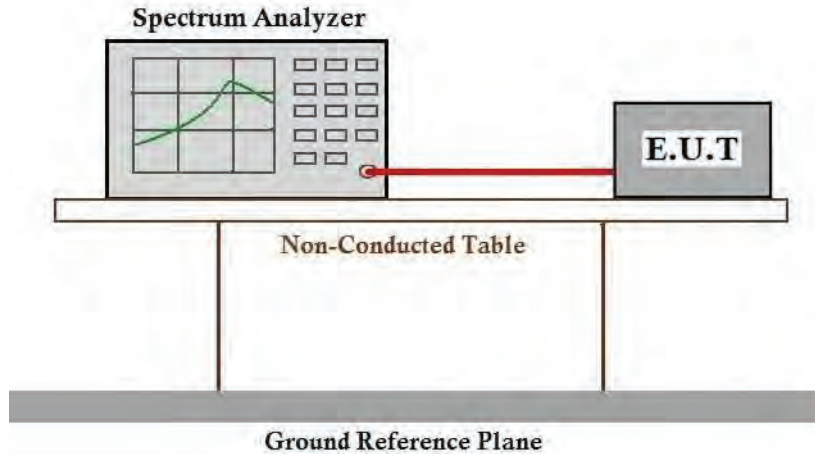 Spectrum Analyzer
E.U.T
Non-Conducted Table
Ground Reference Plane